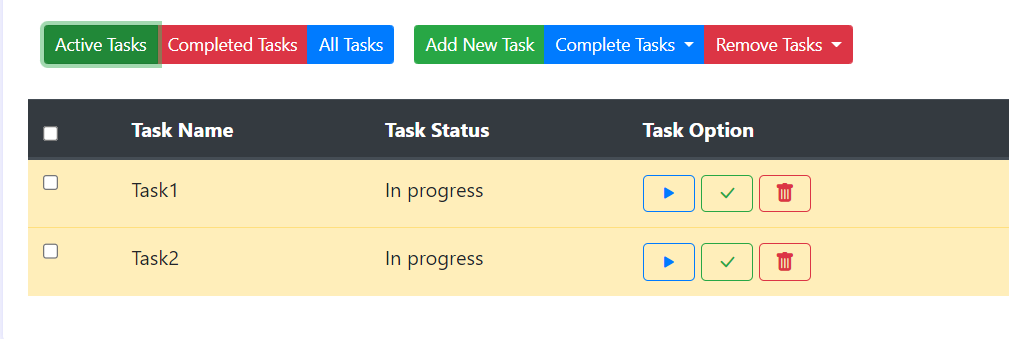 Active Tasks Completed Tasks All Tasks Add New Task Complete Tasks Remove Tasks
Task Name Task Status Task Option
Task1 In progress
Task2 In progress